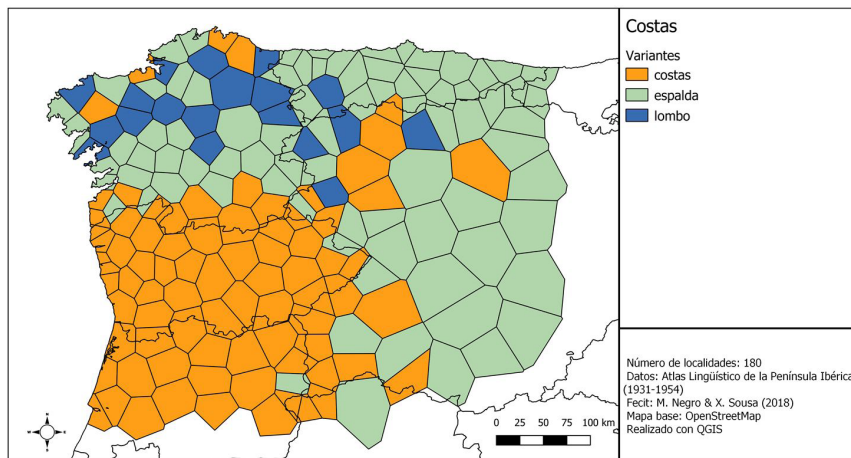 Costas
Variantes
costas
espalda
lombo
Número de localidades: 180
Datos: Atlas Lingüístico de la Península Ibérica
(1931-1954)
Fecit: M. Negro & X. Sousa (2018)
Mapa base: OpenStreetMap
Realizado con QGIS
0 25 50 75 100 km
N
W E
S